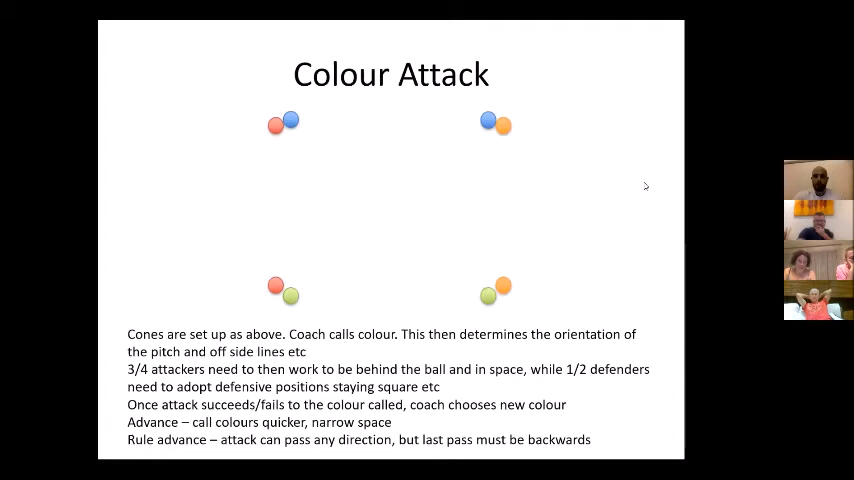 Colour Attack
Cones are set up as above. Coach calls colour. This then determines the orientation of
the pitch and off side lines etc
3/4 attackers need to then work to be behind the ball and in space, while 1/2 defenders
need to adopt defensive positions staying square etc
Once attack succeeds/fails to the colour called, coach chooses new colour
Advance – call colours quicker, narrow space
Rule advance – attack can pass any direction, but last pass must be backwards